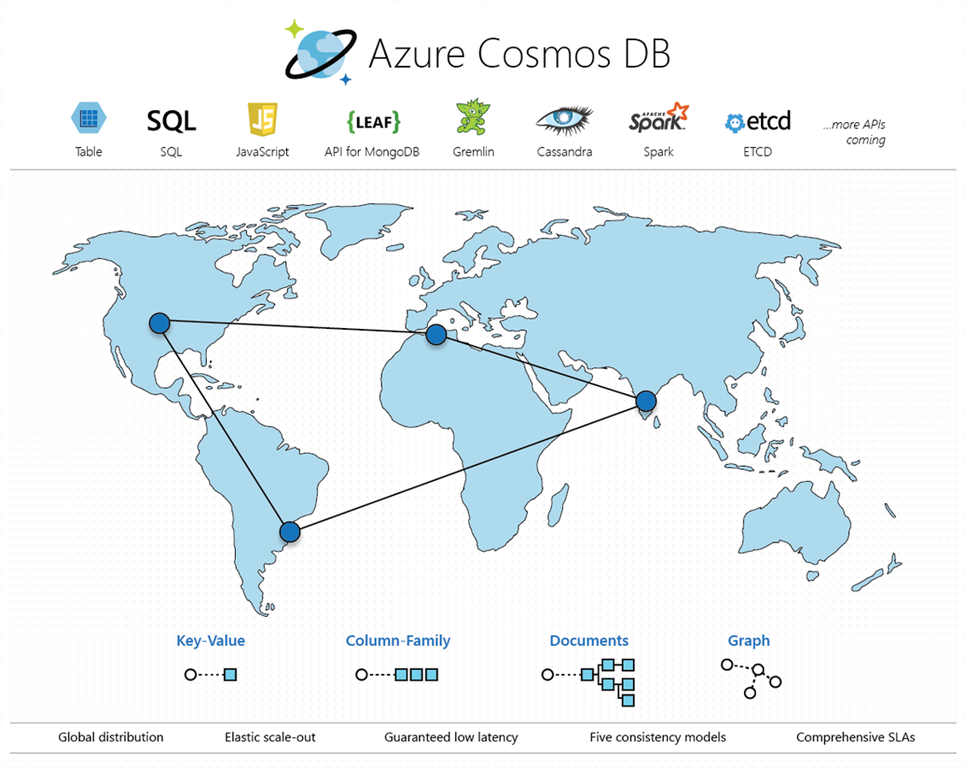 Azure Cosmos DB
SQL
JS
{LEAF}
APACHE
Spark
etcd
...more APIs
coming
Table
SQL
JavaScript
API for MongoDB
Gremlin
Cassandra
Spark
ETCD
Key-Value
Column-Family
Documents
Graph
Global distribution
Elastic scale-out
Guaranteed low latency
Five consistency models
Comprehensive SLAs